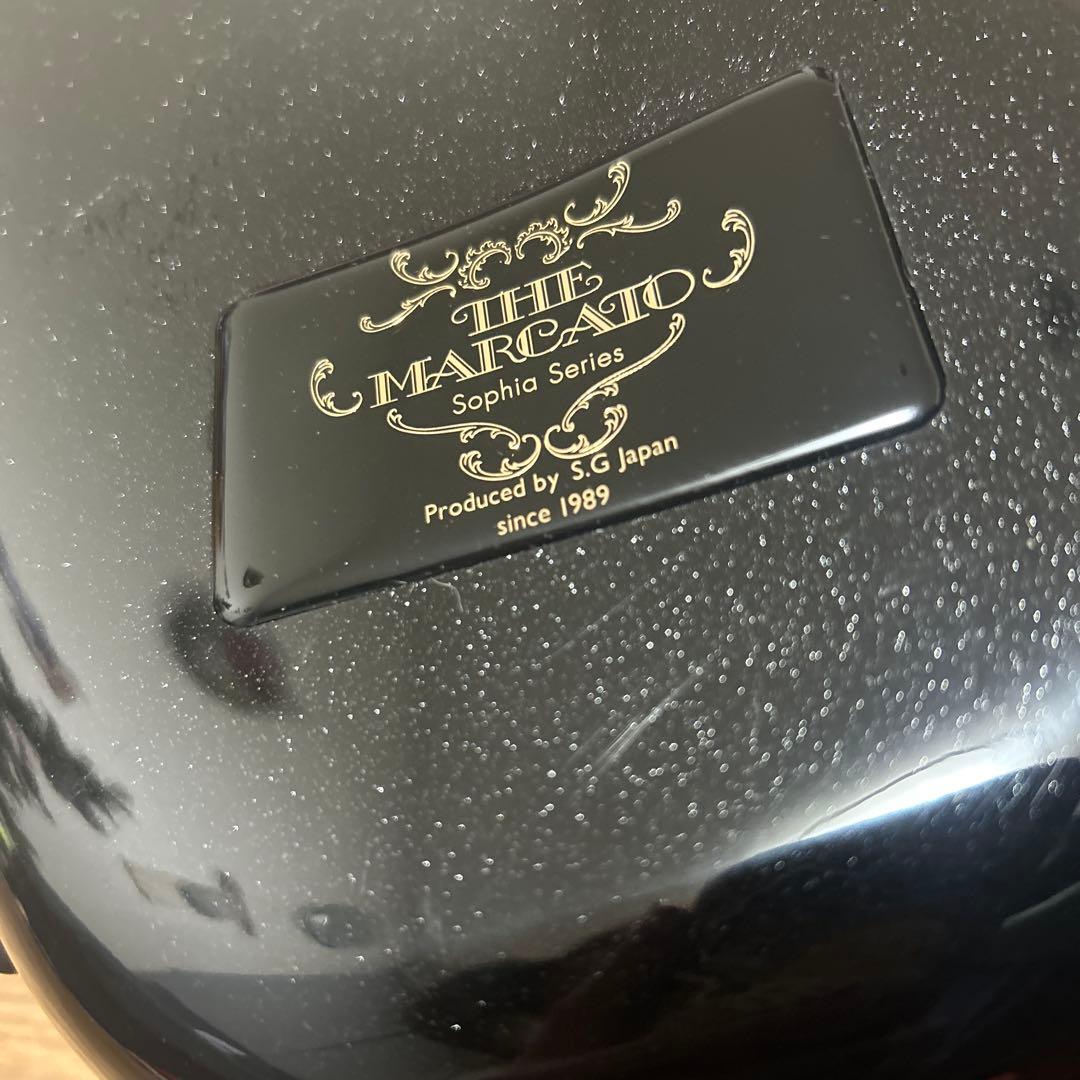 THE
MARCATO
Sophia Series
Produced by S.G Japan
since 1989